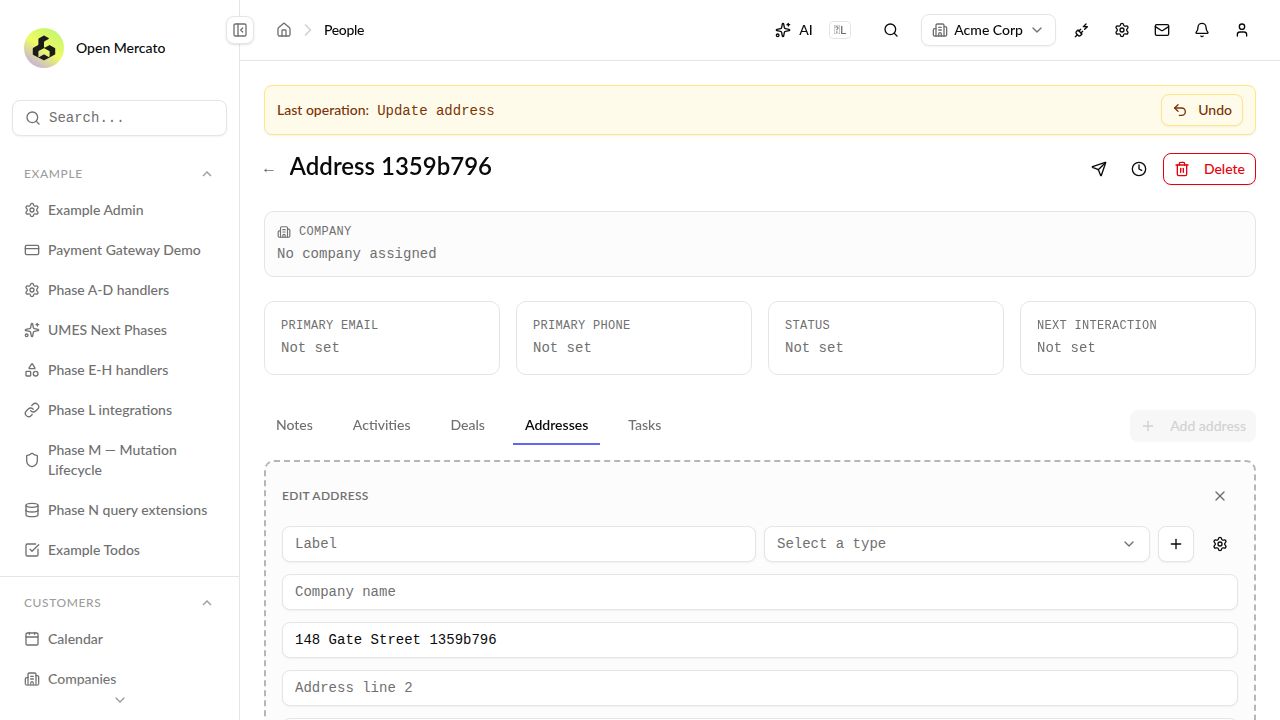 Open Mercato
People
AI
L
Acme Corp
Search...
Last operation: Update address
Undo
← Address 1359b796
Delete
EXAMPLE
Example Admin
Payment Gateway Demo
Phase A-D handlers
UMES Next Phases
Phase E-H handlers
Phase L integrations
Phase M — Mutation
Lifecycle
Phase N query extensions
Example Todos
CUSTOMERS
Calendar
Companies
COMPANY
No company assigned
PRIMARY EMAIL
Not set
PRIMARY PHONE
Not set
STATUS
Not set
NEXT INTERACTION
Not set
Notes
Activities
Deals
Addresses
Tasks
Add address
EDIT ADDRESS
Label
Select a type
Company name
148 Gate Street 1359b796
Address line 2